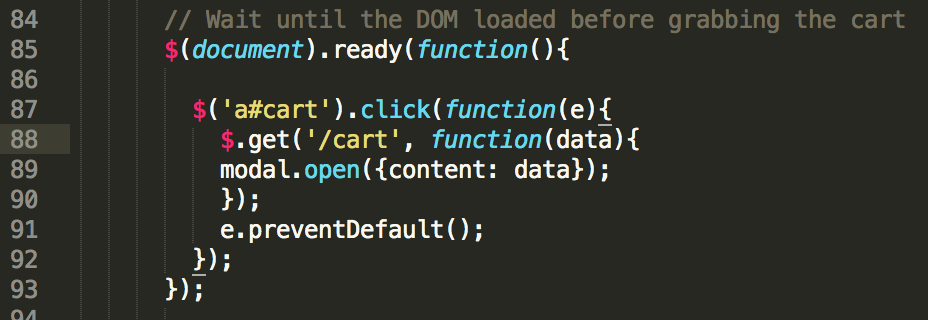 84 // Wait until the DOM loaded before grabbing the cart
85 $(document).ready(function(){
86
87 $('a#cart').click(function(e){
88 $.get('/cart', function(data){
89 modal.open({content: data});
90 });
91 e.preventDefault();
92 });
93 });
94